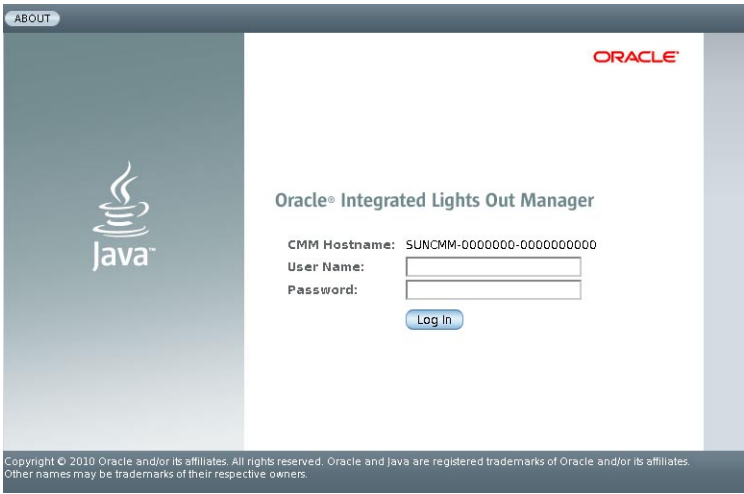 ABOUT
ORACLE
Java™
Oracle® Integrated Lights Out Manager
CMM Hostname: SUNCMM-0000000-0000000000
User Name:
Password:
Log In
Copyright © 2010 Oracle and/or its affiliates. All rights reserved. Oracle and Java are registered trademarks of Oracle and/or its affiliates.
Other names may be trademarks of their respective owners.